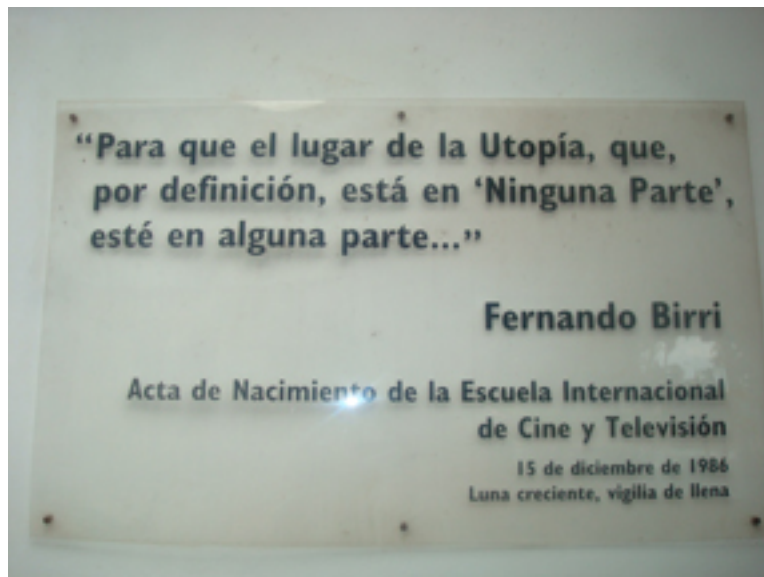 “Para que el lugar de la Utopía, que,
por definición, está en ‘Ninguna Parte’,
esté en alguna parte...”
Fernando Birri
Acta de Nacimiento de la Escuela Internacional
de Cine y Televisión
15 de diciembre de 1986
Luna creciente, vigilia de llena